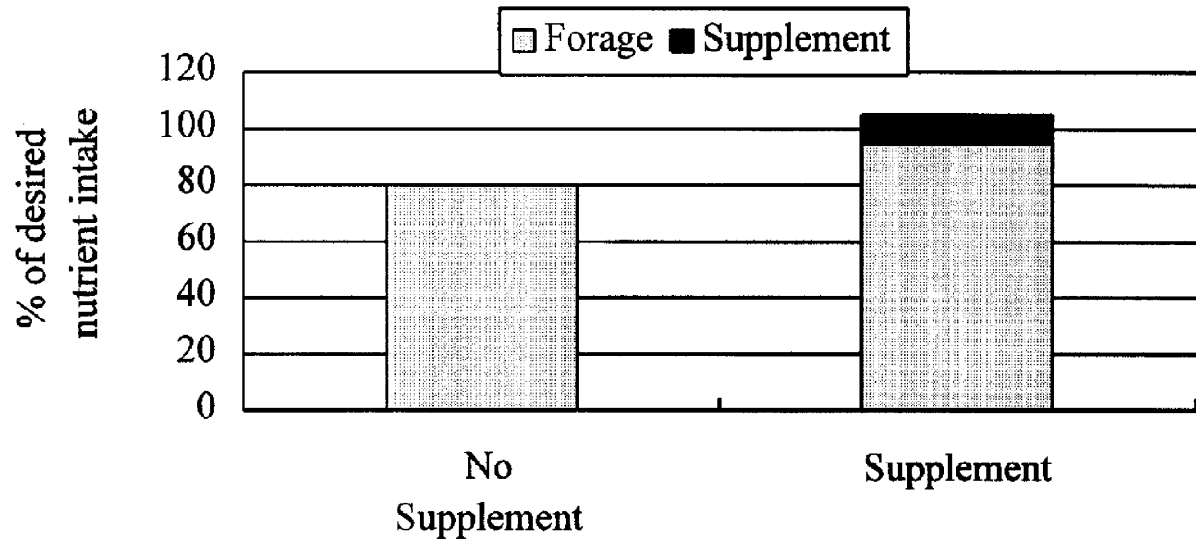 Forage Supplement
120
100
80
60
40
20
0
% of desired
nutrient intake
No
Supplement
Supplement